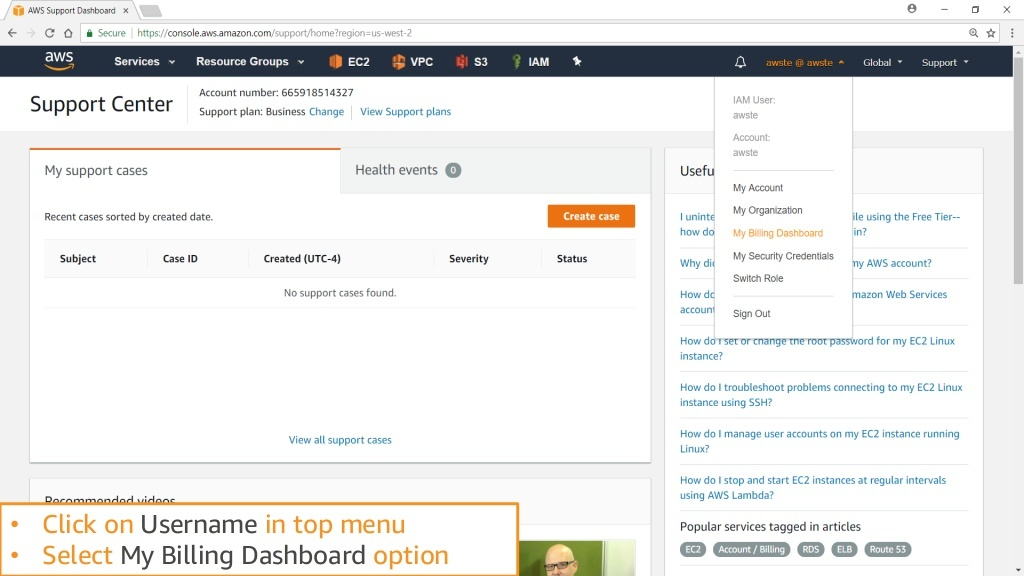 AWS Support Dashboard
Secure | https://console.aws.amazon.com/support/home?region=us-west-2
aws
Services
Resource Groups
EC2
VPC
S3
IAM
awste @ awste
Global
Support
Support Center
Account number: 665918514327
Support plan: Business Change
View Support plans
IAM User:
awste
Account:
awste
My Account
My Organization
My Billing Dashboard
My Security Credentials
Switch Role
Sign Out
My support cases
Health events 0
Recent cases sorted by created date.
Create case
Subject
Case ID
Created (UTC-4)
Severity
Status
No support cases found.
View all support cases
Recommended videos
Usefu
I uninte
ile using the Free Tier--
how do
in?
Why did
my AWS account?
How do
mazon Web Services
account
How do I set or change the root password for my EC2 Linux
instance?
How do I troubleshoot problems connecting to my EC2 Linux
instance using SSH?
How do I manage user accounts on my EC2 instance running
Linux?
How do I stop and start EC2 instances at regular intervals
using AWS Lambda?
Popular services tagged in articles
EC2
Account / Billing
RDS
ELB
Route 53
• Click on Username in top menu
• Select My Billing Dashboard option